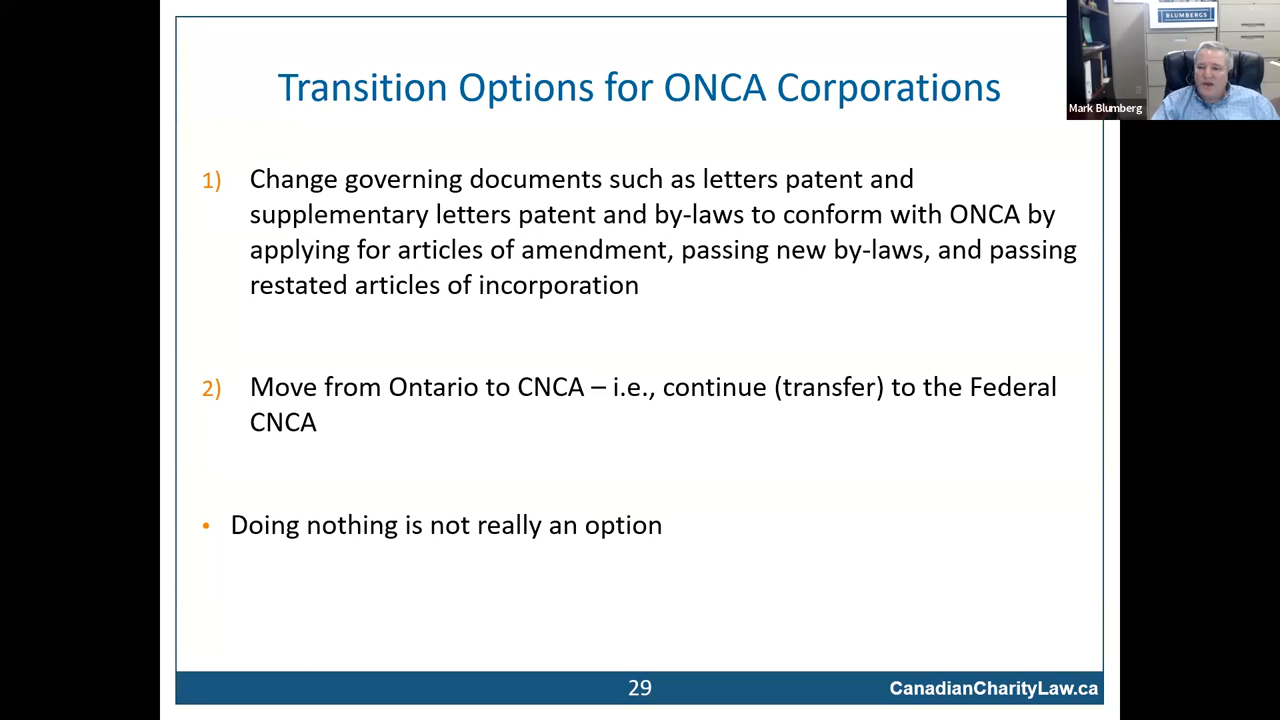 BLUMBERGS
Mark Blumberg
Transition Options for ONCA Corporations
1) Change governing documents such as letters patent and
supplementary letters patent and by-laws to conform with ONCA by
applying for articles of amendment, passing new by-laws, and passing
restated articles of incorporation
2) Move from Ontario to CNCA – i.e., continue (transfer) to the Federal
CNCA
• Doing nothing is not really an option
29
CanadianCharityLaw.ca